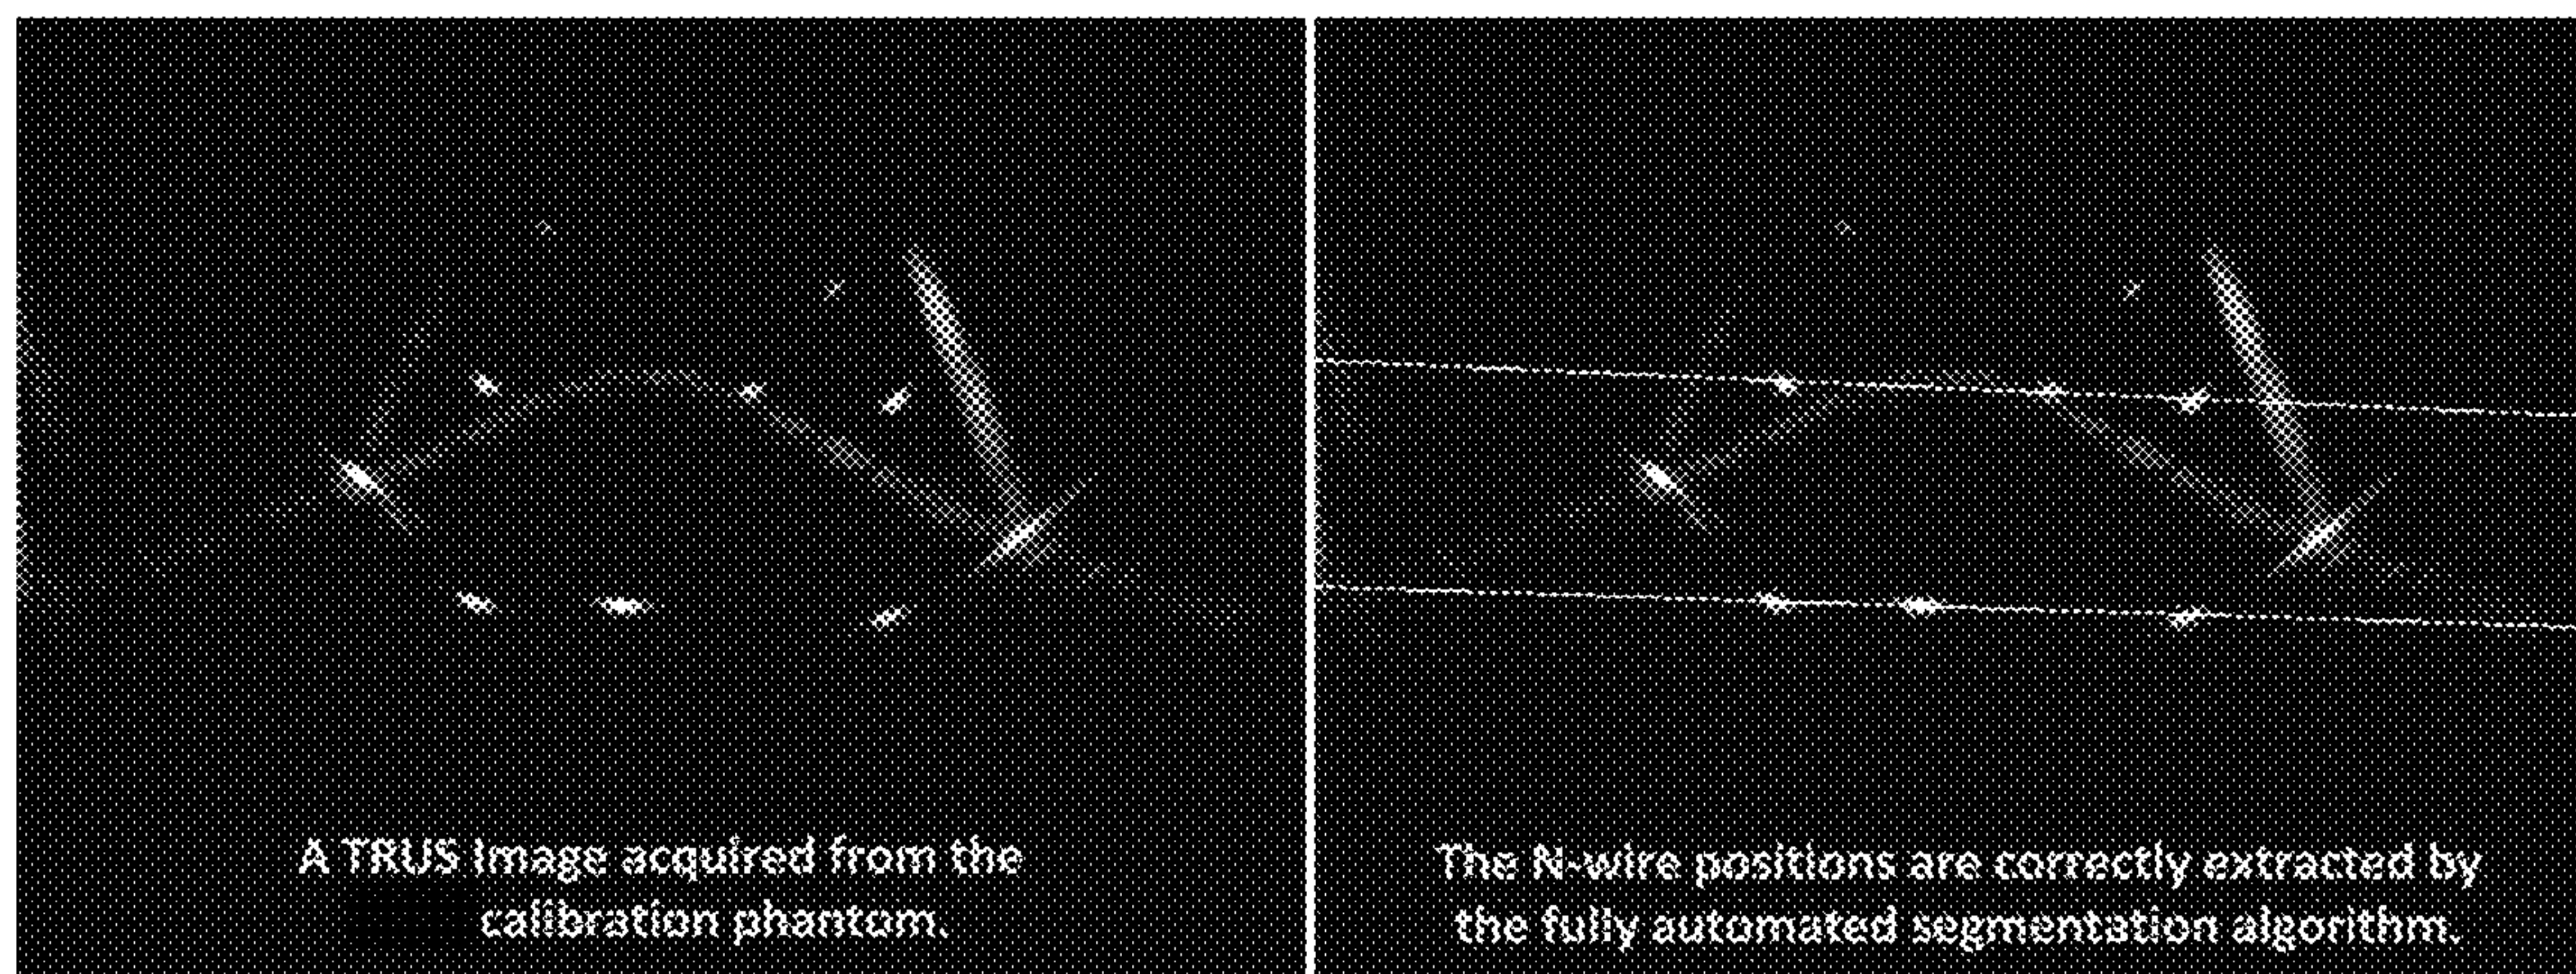 A TRUS image acquired from the
calibration phantom.
The N-wire positions are correctly extracted by
the fully automated segmentation algorithm.